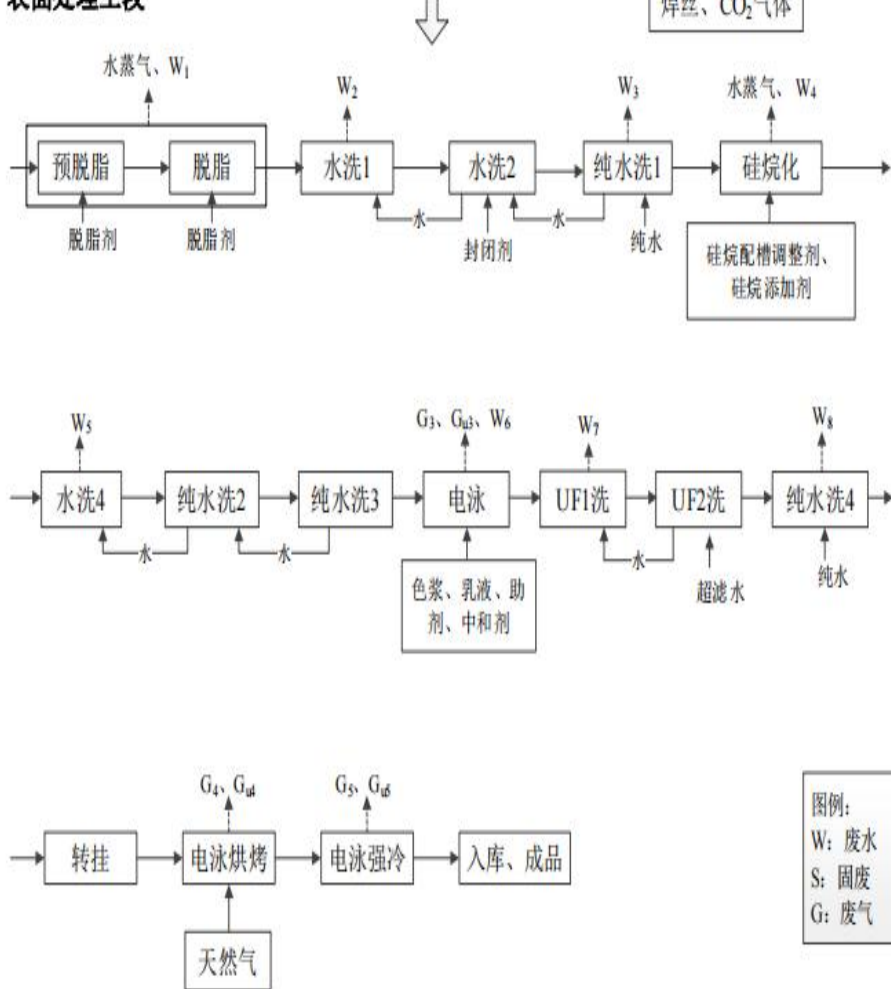 表面处理工段
焊丝、CO₂气体
水蒸气、W₁
W₂
W₃
水蒸气、W₄
预脱脂
脱脂
水洗1
水洗2
纯水洗1
硅烷化
水
水
脱脂剂
脱脂剂
封闭剂
纯水
硅烷配槽调整剂、
硅烷添加剂
W₅
G₃、Gᵤ₃、W₆
W₇
W₈
水洗4
纯水洗2
纯水洗3
电泳
UF1洗
UF2洗
纯水洗4
水
水
水
色浆、乳液、助
剂、中和剂
超滤水
纯水
G₄、Gᵤ₄
G₅、Gᵤ₅
转挂
电泳烘烤
电泳强冷
入库、成品
天然气
图例：
W：废水
S：固废
G：废气